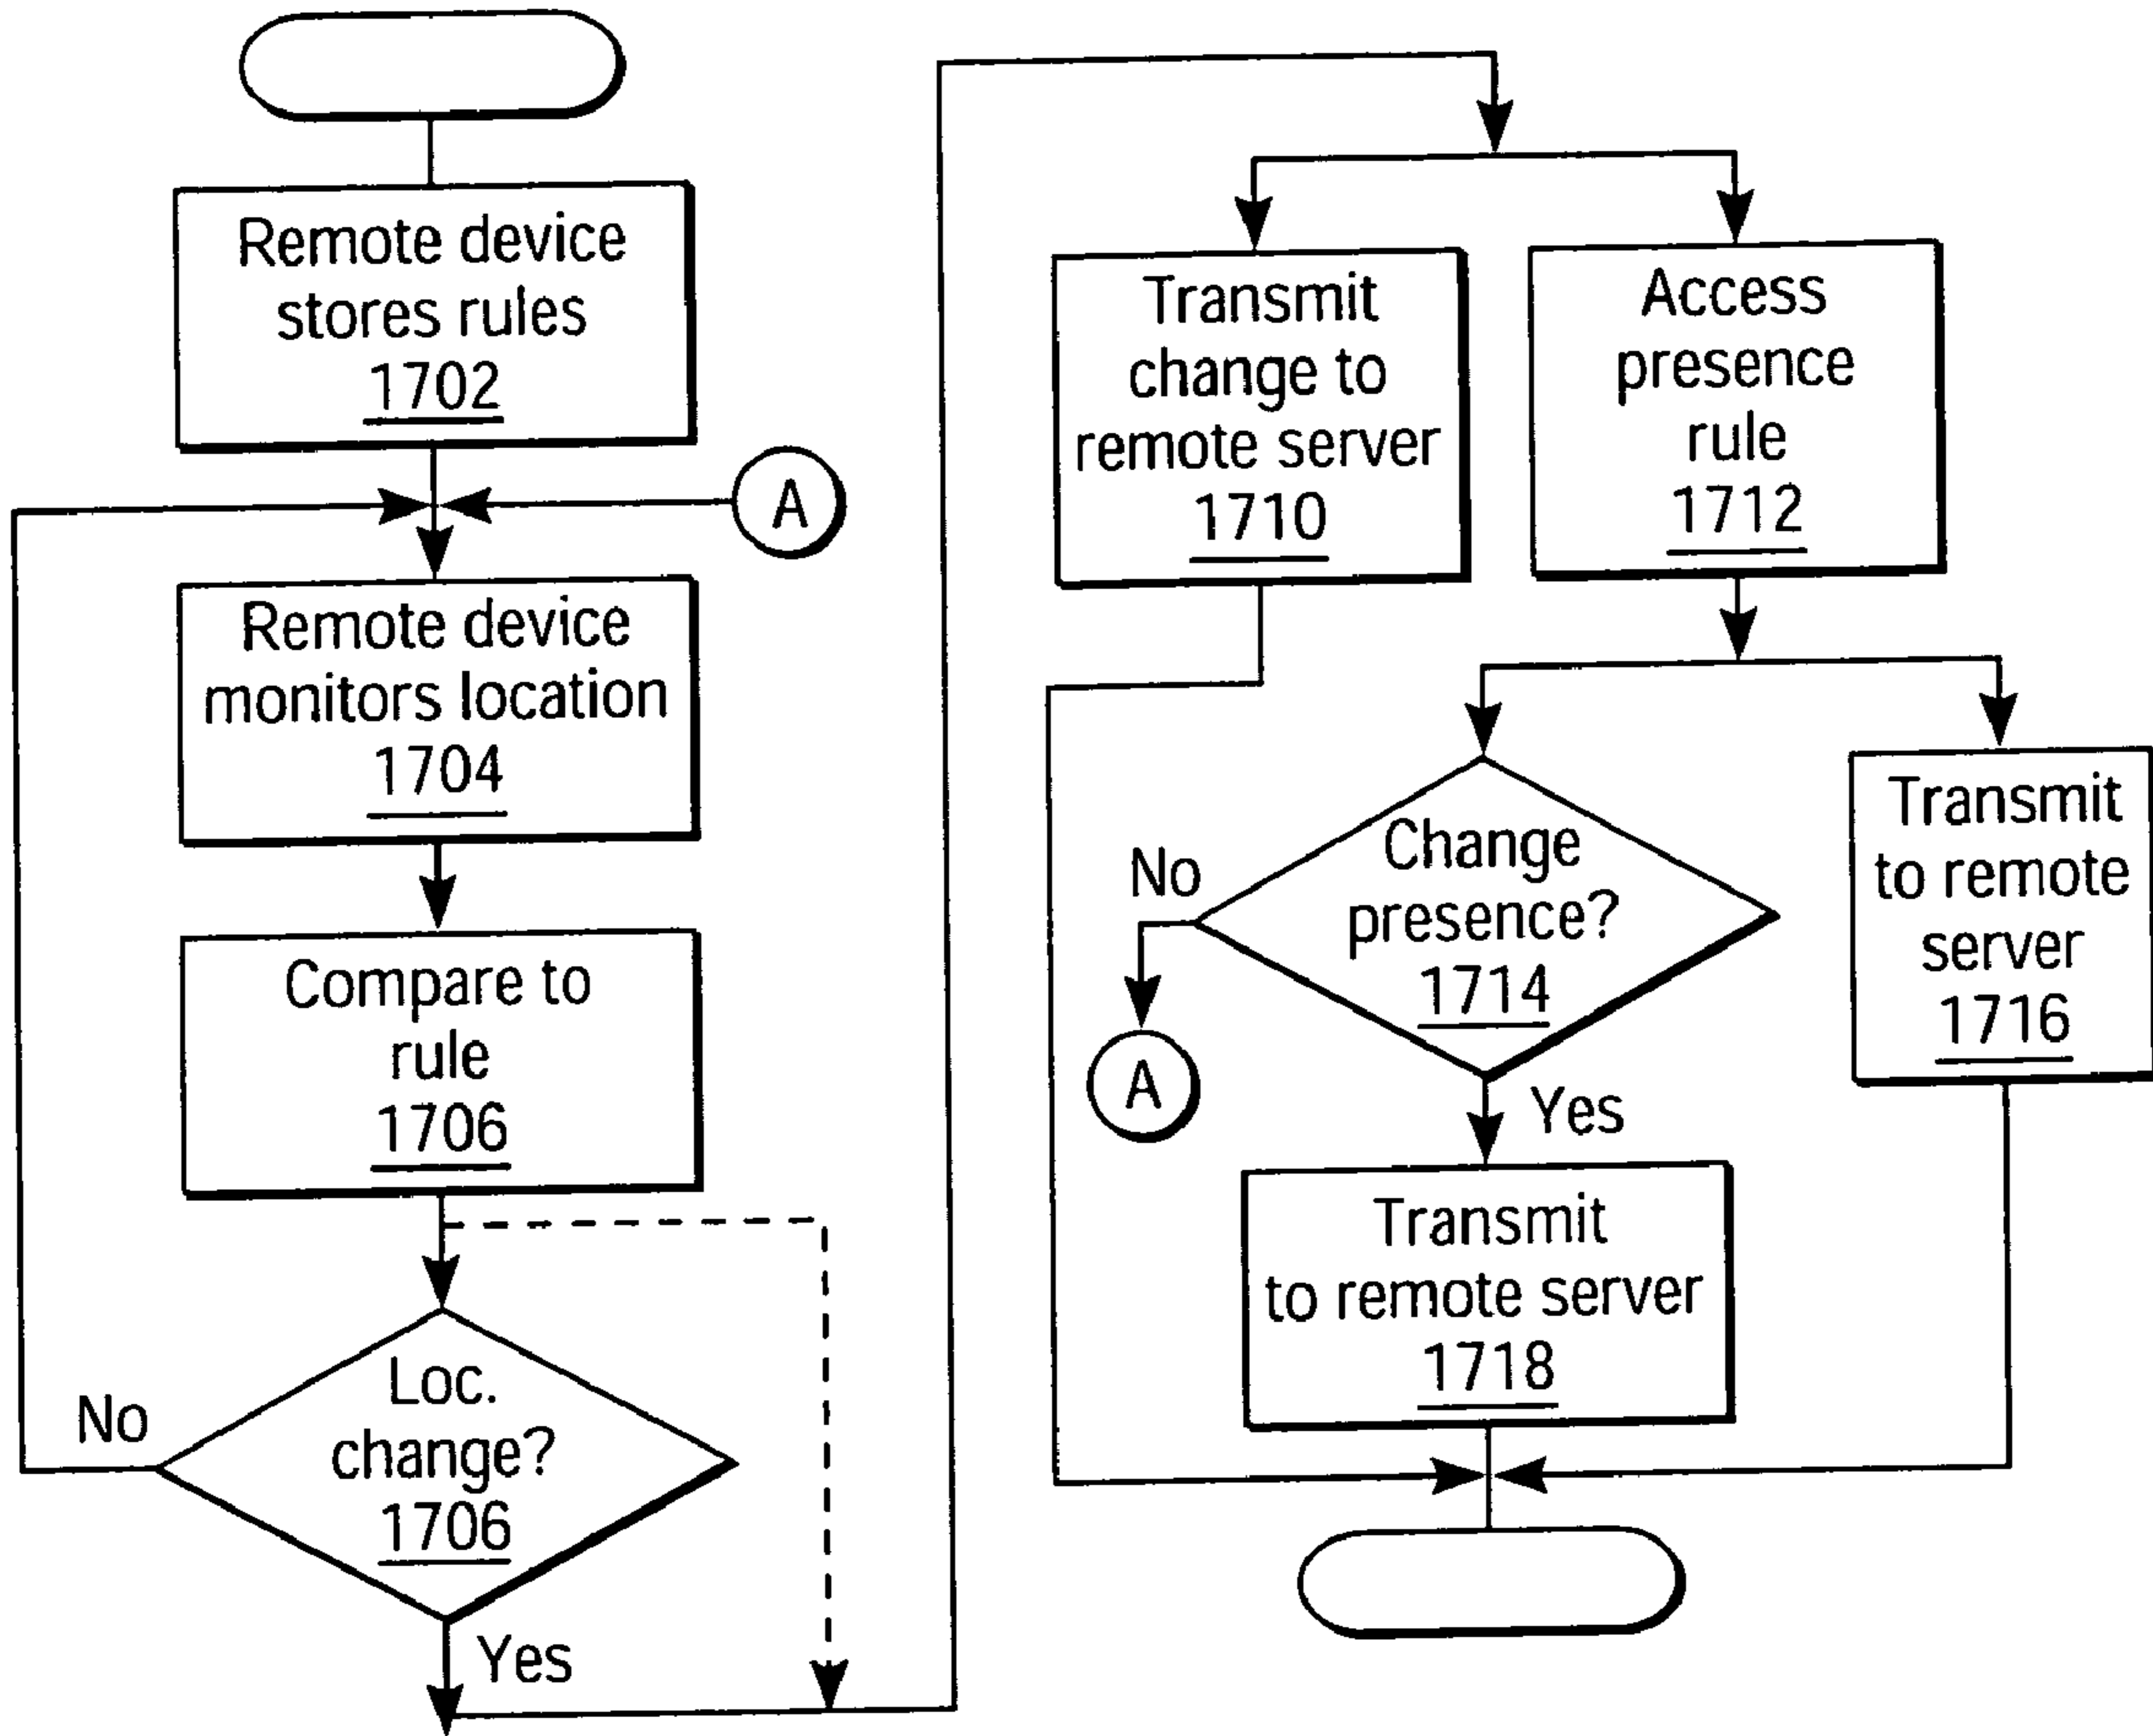 Remote device
stores rules
1702
A
Remote device
monitors location
1704
Compare to
rule
1706
Loc.
change?
1706
No
Yes
Transmit
change to
remote server
1710
Access
presence
rule
1712
Change
presence?
1714
No
A
Yes
Transmit
to remote
server
1716
Transmit
to remote server
1718